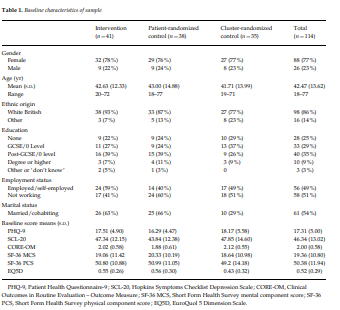 Table 1. Baseline characteristics of sample
Intervention Patient-randomized Cluster-randomized Total
(n=41) control (n=38) control (n=35) (n=114)
Gender
Female 32 (78%) 29 (76%) 27 (77%) 88 (77%)
Male 9 (22%) 9 (24%) 8 (23%) 26 (23%)
Age (yr)
Mean (S.D.) 42.63 (12.33) 43.00 (14.88) 41.71 (13.99) 42.47 (13.62)
Range 20–72 18–77 19–71 18–77
Ethnic origin
White British 38 (93%) 33 (87%) 27 (77%) 98 (86%)
Other 3 (7%) 5 (13%) 8 (23%) 16 (14%)
Education
None 9 (22%) 9 (24%) 10 (29%) 28 (25%)
GCSE/0 Level 11 (27%) 9 (24%) 13 (37%) 33 (29%)
Post-GCSE/0 level 16 (39%) 15 (39%) 9 (26%) 40 (35%)
Degree or higher 3 (7%) 4 (11%) 3 (9%) 10 (9%)
Other or 'don't know' 2 (5%) 1 (3%) 0 3 (3%)
Employment status
Employed/self-employed 24 (59%) 14 (40%) 17 (49%) 56 (49%)
Not working 17 (41%) 24 (60%) 18 (51%) 58 (51%)
Marital status
Married/cohabiting 26 (63%) 25 (66%) 10 (29%) 61 (54%)
Baseline score means (S.D.)
PHQ-9 17.51 (4.90) 16.29 (4.47) 18.17 (5.58) 17.31 (5.00)
SCL-20 47.34 (12.15) 43.84 (12.38) 47.85 (14.60) 46.34 (13.02)
CORE-OM 2.02 (0.58) 1.88 (0.61) 2.12 (0.55) 2.00 (0.58)
SF-36 MCS 19.06 (11.42 20.33 (10.19) 18.64 (10.98) 19.36 (10.80)
SF-36 PCS 50.80 (10.88) 50.99 (11.05) 49.2 (14.18) 50.38 (11.94)
EQ5D 0.55 (0.26) 0.56 (0.30) 0.43 (0.32) 0.52 (0.29)
PHQ-9, Patient Health Questionnaire-9; SCL-20, Hopkins Symptoms Checklist Depression Scale; CORE-OM, Clinical
Outcomes in Routine Evaluation – Outcome Measure; SF-36 MCS, Short Form Health Survey mental component score; SF-
36 PCS, Short Form Health Survey physical component score; EQ5D, EuroQol 5 Dimension Scale.